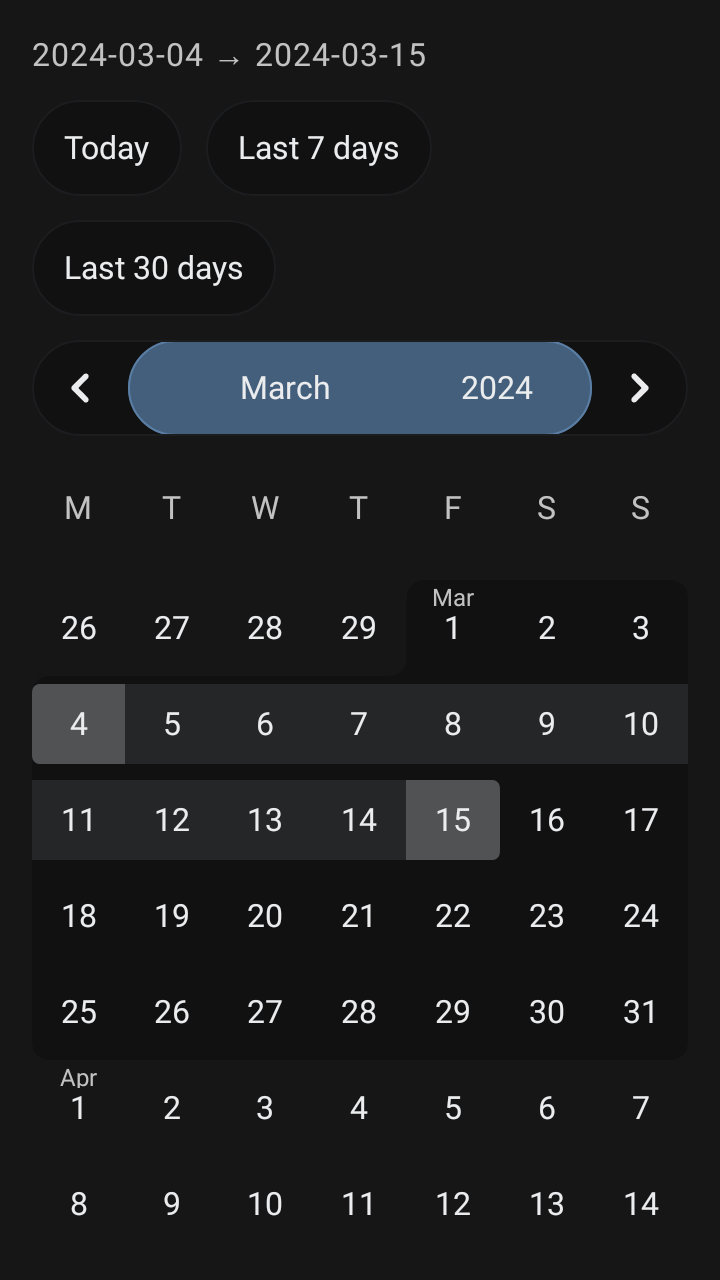 2024-03-04 → 2024-03-15
Today Last 7 days
Last 30 days
March 2024
M T W T F S S
Mar
26 27 28 29 1 2 3
4 5 6 7 8 9 10
11 12 13 14 15 16 17
18 19 20 21 22 23 24
25 26 27 28 29 30 31
Apr
1 2 3 4 5 6 7
8 9 10 11 12 13 14